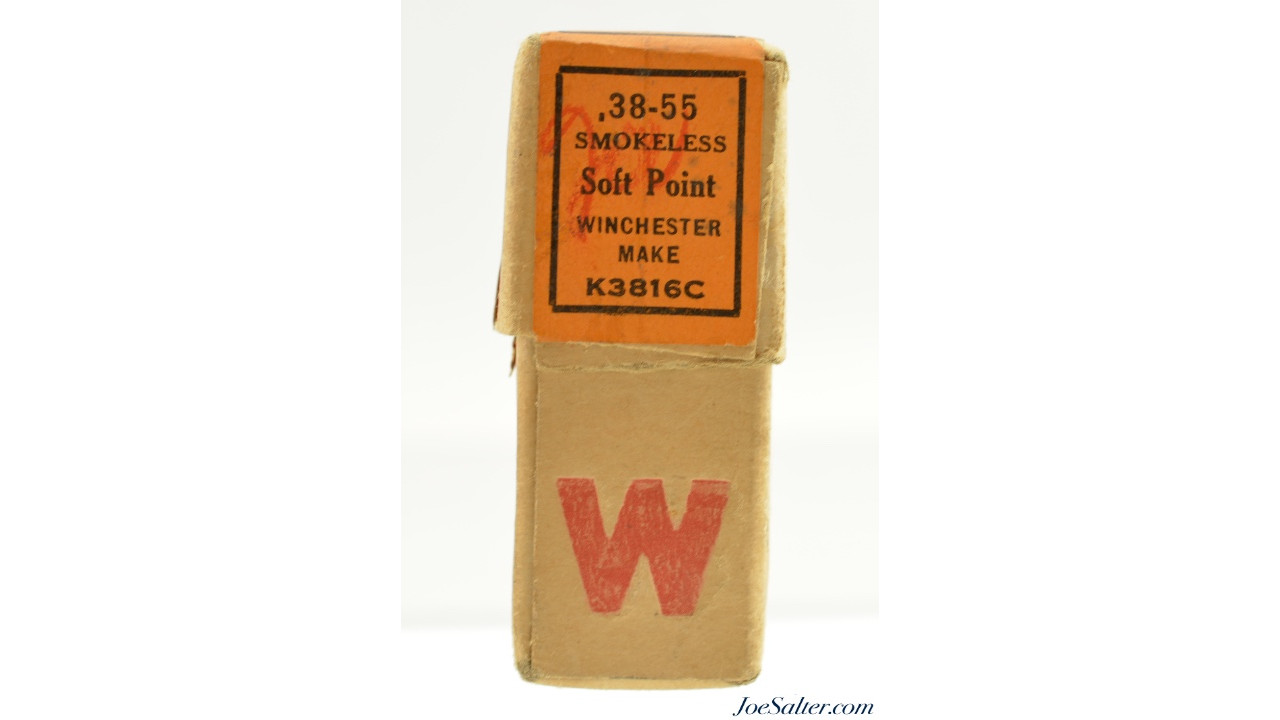 .38-55
SMOKELESS
Soft Point
WINCHESTER
MAKE
K3816C
W
JoeSalter.com